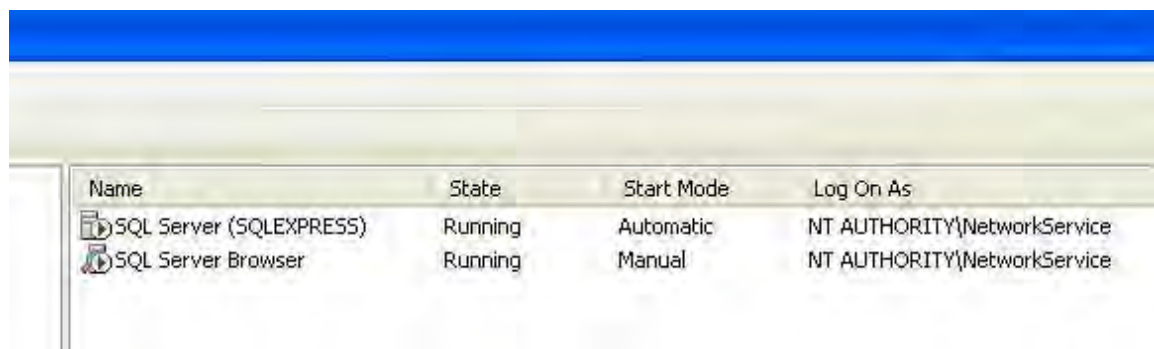 Name State Start Mode Log On As
SQL Server (SQLEXPRESS) Running Automatic NT AUTHORITY\NetworkService
SQL Server Browser Running Manual NT AUTHORITY\NetworkService